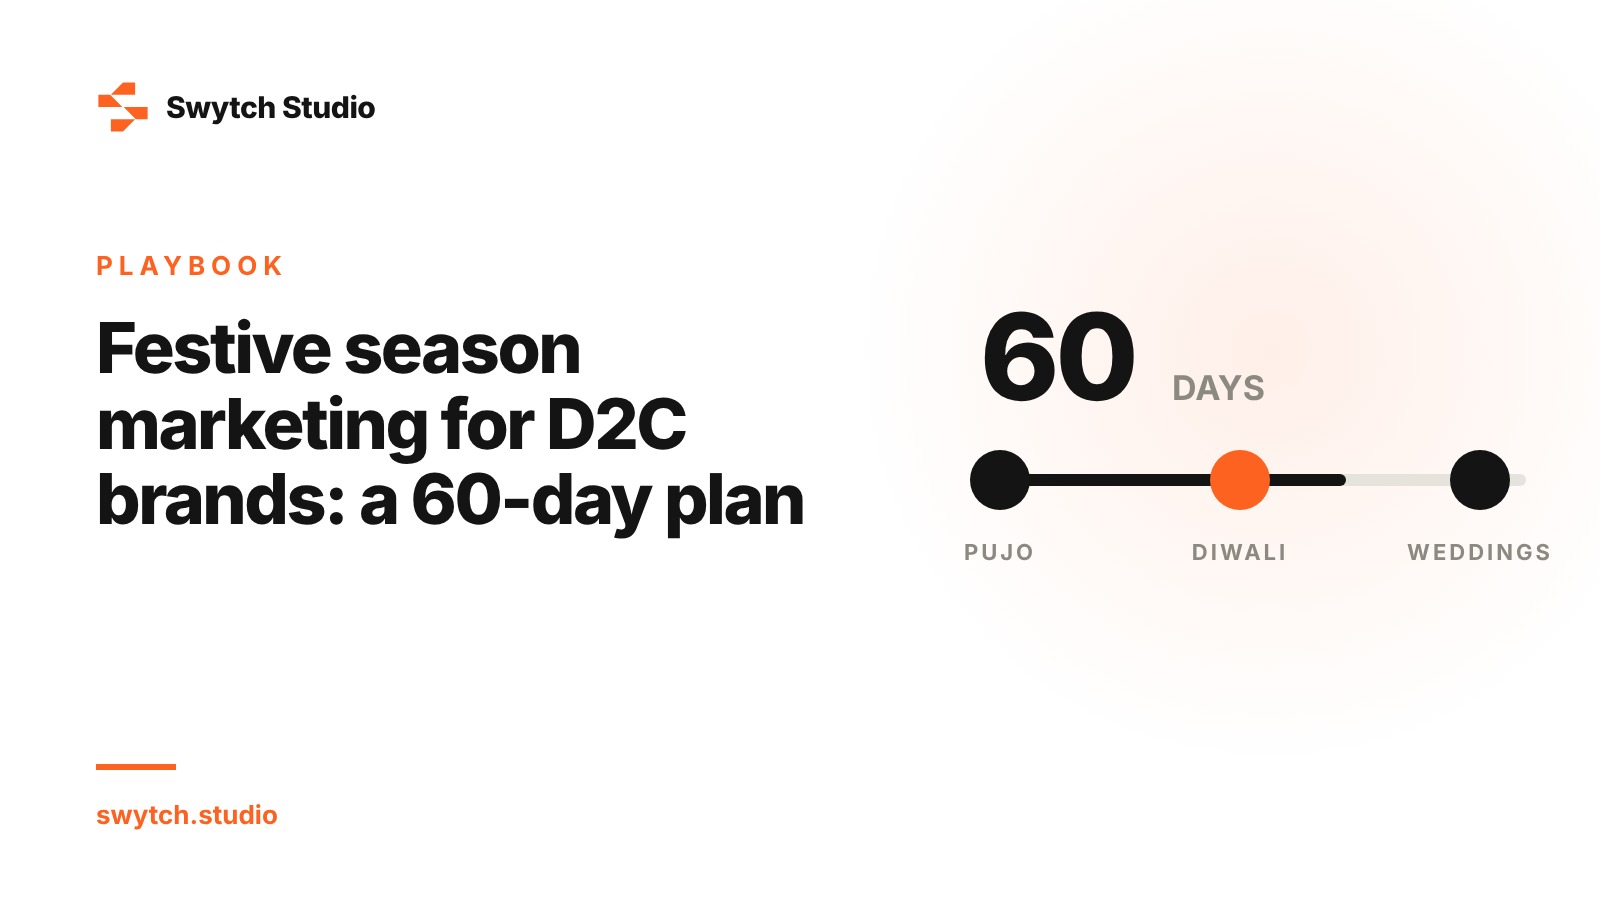 Swytch Studio
PLAYBOOK
Festive season
marketing for D2C
brands: a 60-day plan
60 DAYS
PUJO DIWALI WEDDINGS
swytch.studio